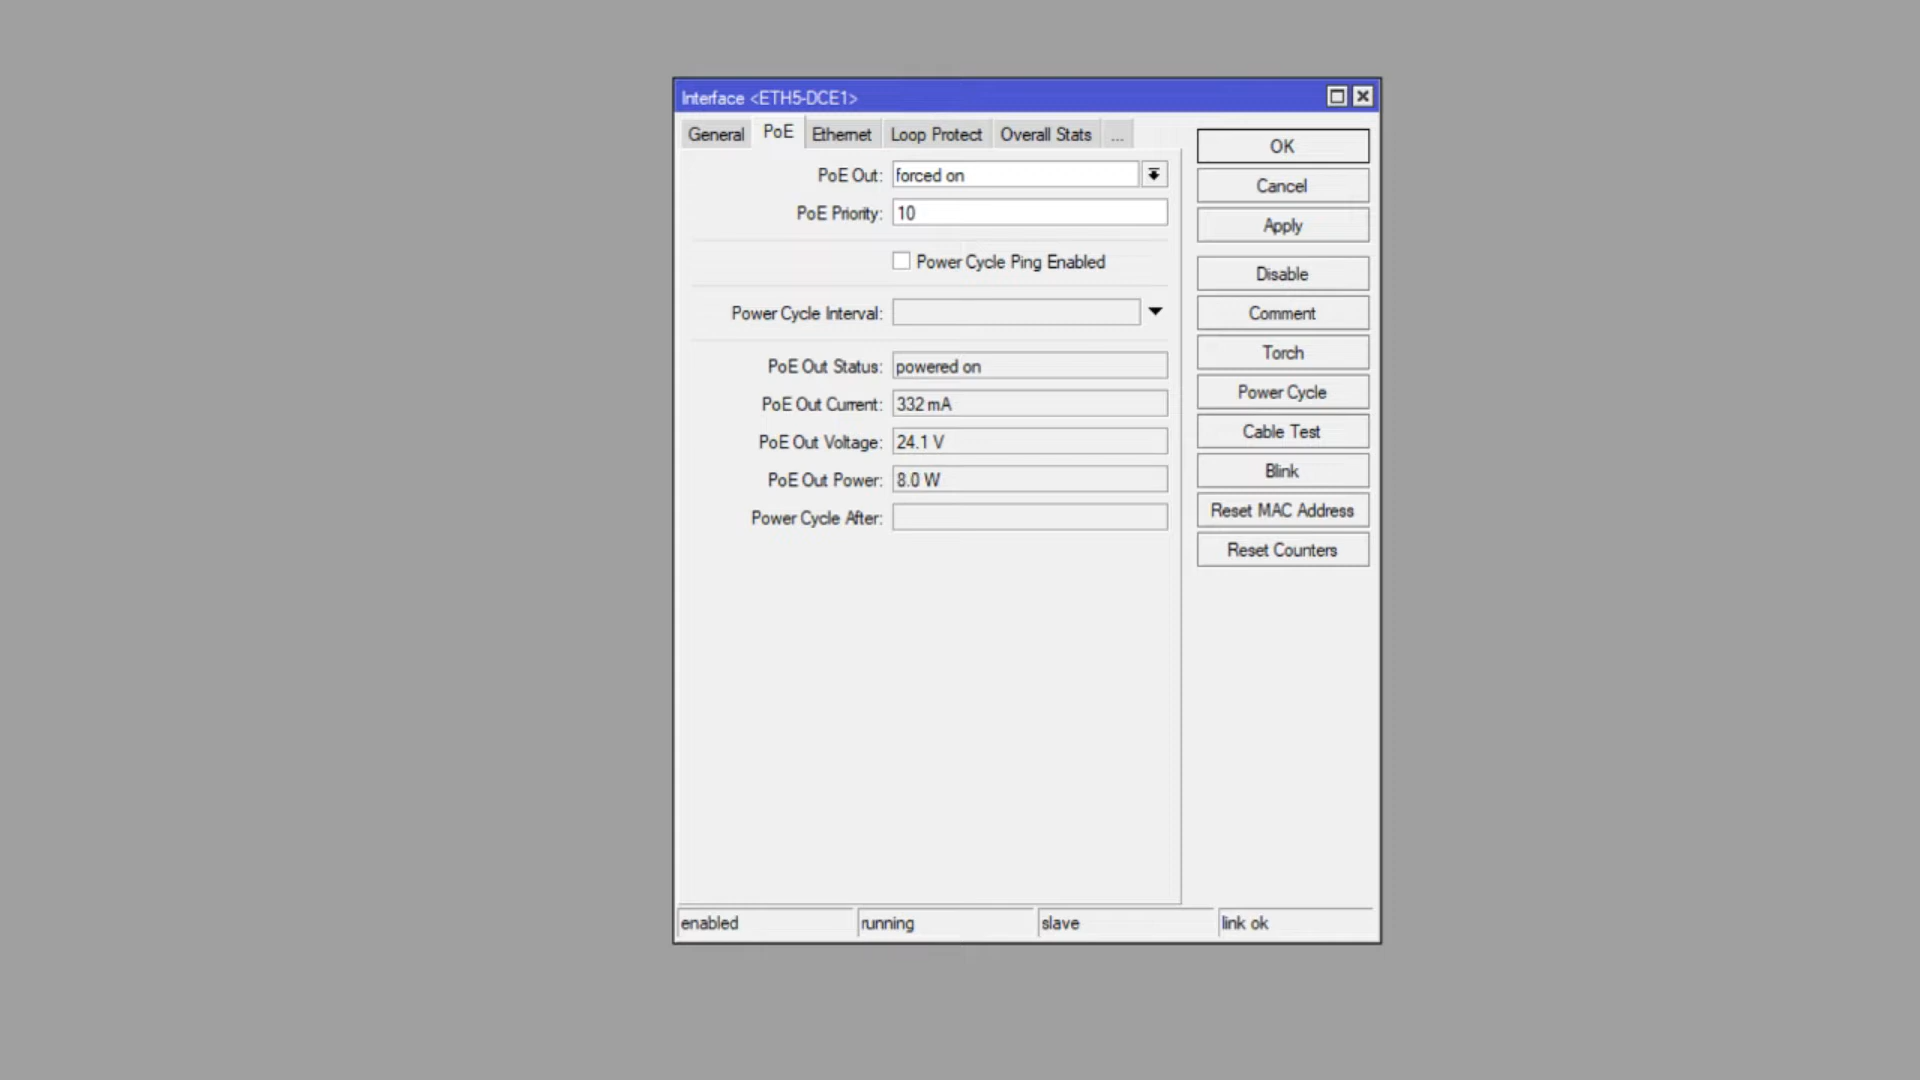 Interface <ETH5-DCE1>
General PoE Ethernet Loop Protect Overall Stats ...
PoE Out: forced on
PoE Priority: 10
Power Cycle Ping Enabled
Power Cycle Interval:
PoE Out Status: powered on
PoE Out Current: 332 mA
PoE Out Voltage: 24.1 V
PoE Out Power: 8.0 W
Power Cycle After:
OK
Cancel
Apply
Disable
Comment
Torch
Power Cycle
Cable Test
Blink
Reset MAC Address
Reset Counters
enabled running slave link ok